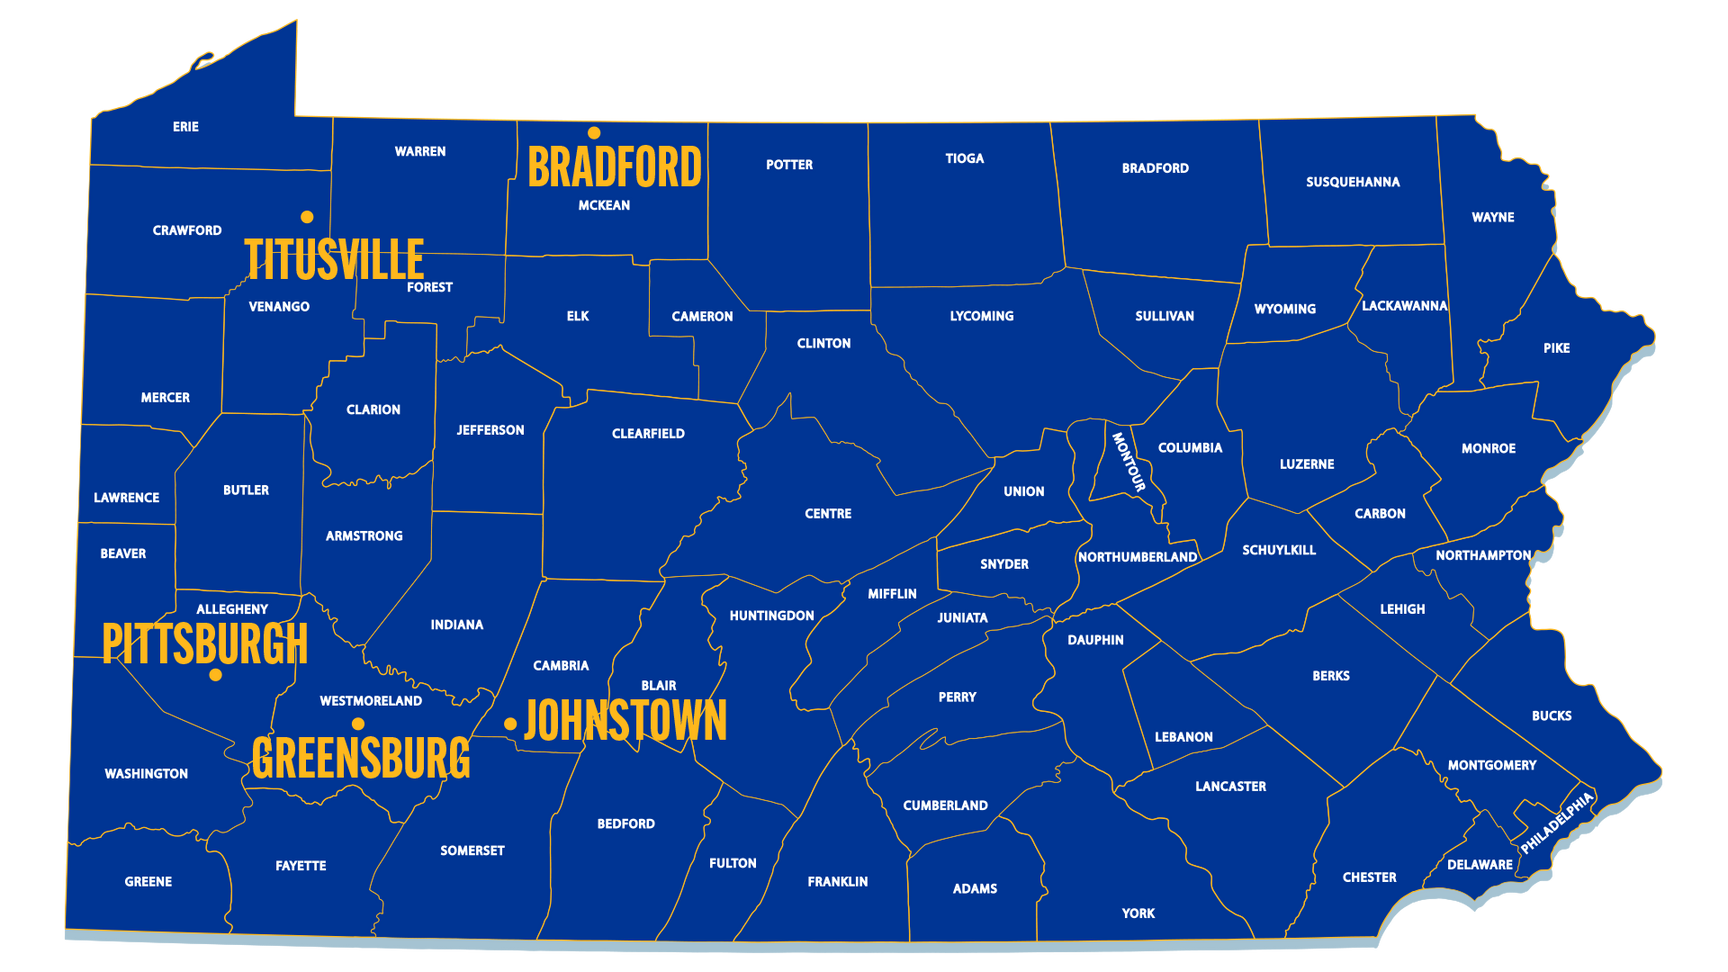 ERIE
WARREN
BRADFORD
MCKEAN
POTTER
TIOGA
BRADFORD
SUSQUEHANNA
WAYNE
CRAWFORD
TITUSVILLE
FOREST
VENANGO
ELK
CAMERON
CLINTON
LYCOMING
SULLIVAN
WYOMING
LACKAWANNA
PIKE
MERCER
CLARION
JEFFERSON
CLEARFIELD
MONTOUR
COLUMBIA
LUZERNE
MONROE
LAWRENCE
BUTLER
ARMSTRONG
CENTRE
UNION
CARBON
BEAVER
SNYDER
NORTHUMBERLAND
SCHUYLKILL
NORTHAMPTON
ALLEGHENY
PITTSBURGH
INDIANA
HUNTINGDON
MIFFLIN
JUNIATA
DAUPHIN
LEHIGH
CAMBRIA
BLAIR
PERRY
BERKS
WESTMORELAND
GREENSBURG
JOHNSTOWN
LEBANON
BUCKS
WASHINGTON
LANCASTER
MONTGOMERY
CUMBERLAND
PHILADELPHIA
BEDFORD
FAYETTE
SOMERSET
FULTON
DELAWARE
GREENE
FRANKLIN
ADAMS
CHESTER
YORK